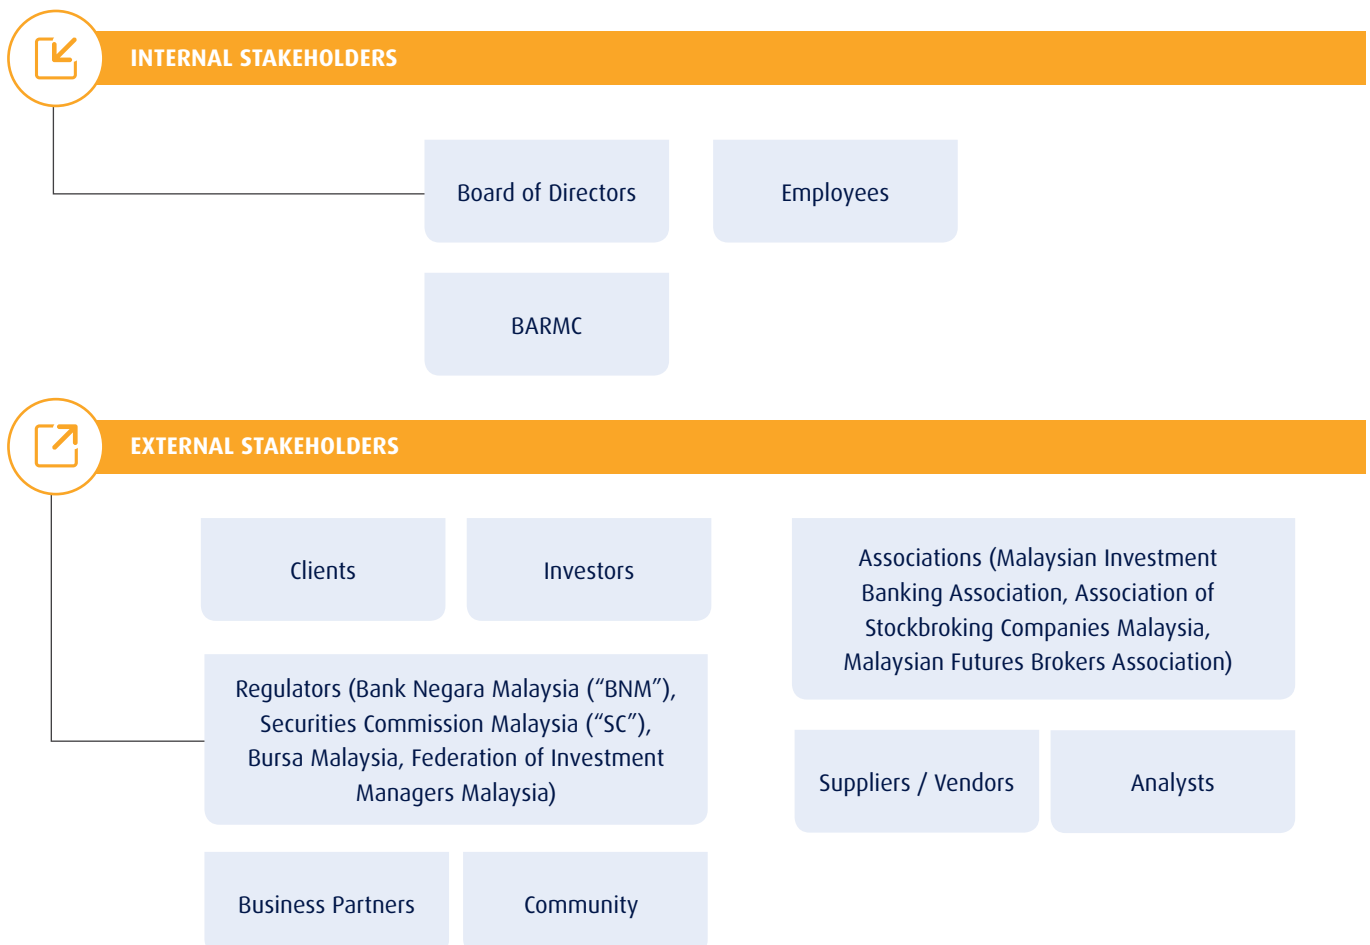 INTERNAL STAKEHOLDERS
Board of Directors
Employees
BARMC
EXTERNAL STAKEHOLDERS
Clients
Investors
Associations (Malaysian Investment
Banking Association, Association of
Stockbroking Companies Malaysia,
Malaysian Futures Brokers Association)
Regulators (Bank Negara Malaysia (“BNM”),
Securities Commission Malaysia (“SC”),
Bursa Malaysia, Federation of Investment
Managers Malaysia)
Suppliers / Vendors
Analysts
Business Partners
Community